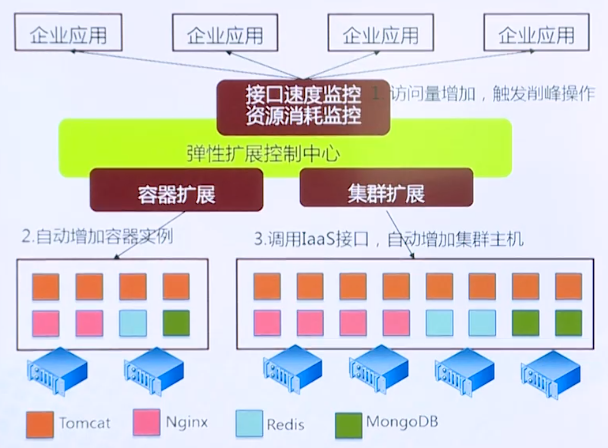 企业应用
企业应用
企业应用
企业应用
接口速度监控
资源消耗监控
1. 访问量增加，触发削峰操作
弹性扩展控制中心
容器扩展
集群扩展
2.自动增加容器实例
3.调用IaaS接口，自动增加集群主机
Tomcat
Nginx
Redis
MongoDB